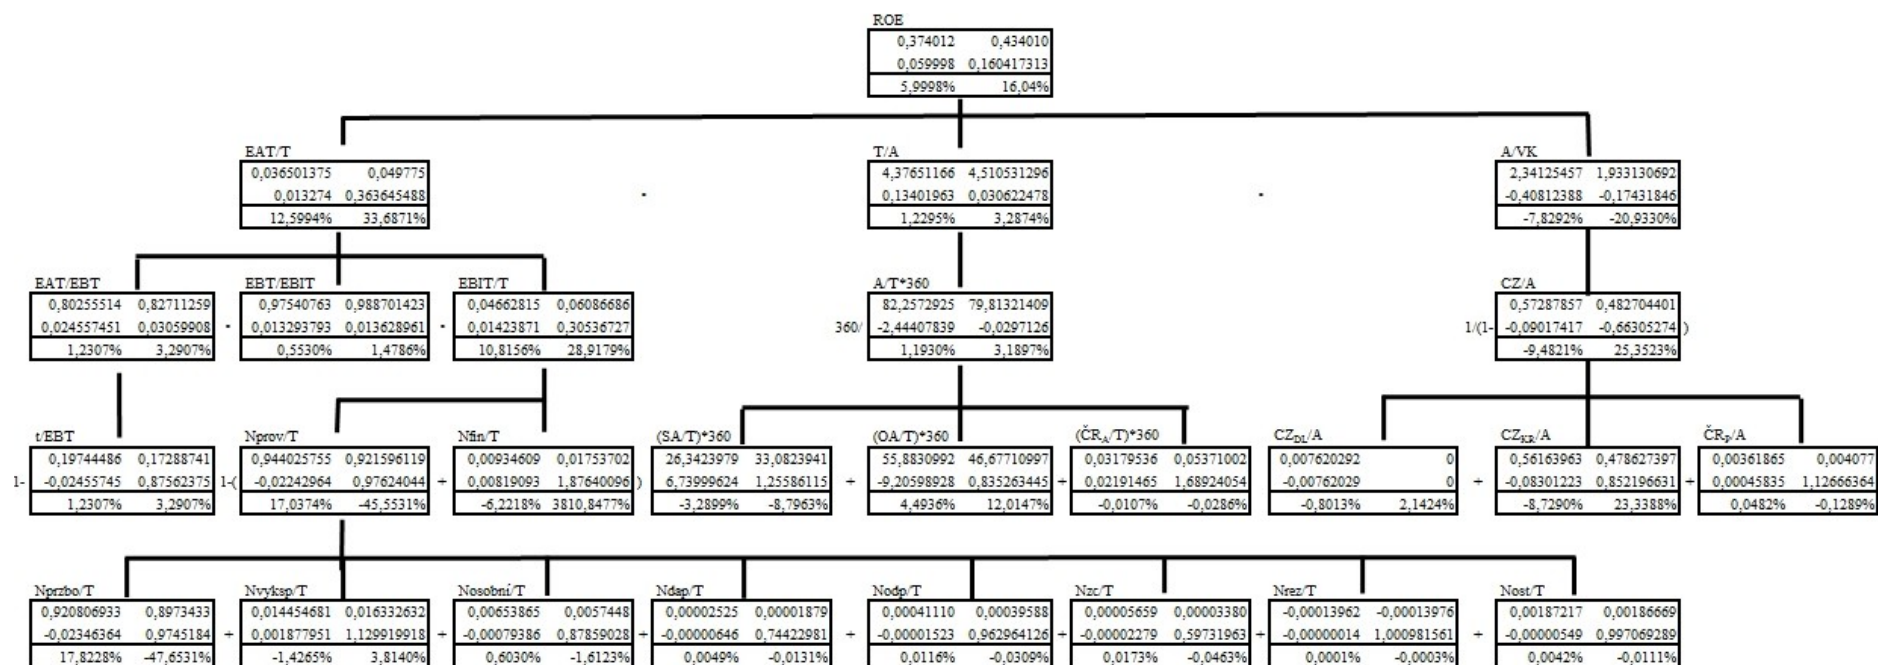 ROE
0,374012 0,434010
0,059998 0,160417313
5,9998% 16,04%
EAT/T T/A A/VK
0,036501375 0,049775 4,37651166 4,510531296 2,34125457 1,933130692
0,013274 0,363645488 0,13401963 0,030622478 -0,40812388 -0,17431846
12,5994% 33,6871% 1,2295% 3,2874% -7,8292% -20,9330%
EAT/EBT EBT/EBIT EBIT/T A/T*360 CZ/A
0,80255514 0,82711259 0,97540763 0,988701423 0,04662815 0,06086686 82,2572925 79,81321409 0,57287857 0,482704401
0,024557451 0,03059908 0,013293793 0,013628961 0,01423871 0,30536727 360/ -2,44407839 -0,0297126 1/(1- -0,09017417 -0,66305274 )
1,2307% 3,2907% 0,5530% 1,4786% 10,8156% 28,9179% 1,1930% 3,1897% -9,4821% 25,3523%
t/EBT Nprov/T Nfin/T (SA/T)*360 (OA/T)*360 (ČRA/T)*360 CZDL/A CZKR/A ČRP/A
0,19744486 0,17288741 0,944025755 0,921596119 0,00934609 0,01753702 26,3423979 33,0823941 55,8830992 46,67710997 0,03179536 0,05371002 0,007620292 0 0,56163963 0,478627397 0,00361865 0,004077
1- -0,02455745 0,87562375 1-( -0,02242964 0,97624044 + 0,00819093 1,87640096 ) 6,73999624 1,25586115 + -9,20598928 0,835263445 + 0,02191465 1,68924054 -0,00762029 0 + -0,08301223 0,852196631 + 0,00045835 1,12666364
1,2307% 3,2907% 17,0374% -45,5531% -6,2218% 3810,8477% -3,2899% -8,7963% 4,4936% 12,0147% -0,0107% -0,0286% -0,8013% 2,1424% -8,7290% 23,3388% 0,0482% -0,1289%
Nprzbo/T Nvyksp/T Nosobní/T Ndap/T Nodp/T Nzc/T Nrez/T Nost/T
0,920806933 0,8973433 0,014454681 0,016332632 0,00653865 0,0057448 0,00002525 0,00001879 0,00041110 0,00039588 0,00005659 0,00003380 -0,00013962 -0,00013976 0,00187217 0,00186669
-0,02346364 0,9745184 + 0,001877951 1,129919918 + -0,00079386 0,87859028 + -0,00000646 0,74422981 + -0,00001523 0,962964126 + -0,00002279 0,59731963 + -0,00000014 1,000981561 + -0,00000549 0,997069289
17,8228% -47,6531% -1,4265% 3,8140% 0,6030% -1,6123% 0,0049% -0,0131% 0,0116% -0,0309% 0,0173% -0,0463% 0,0001% -0,0003% 0,0042% -0,0111%